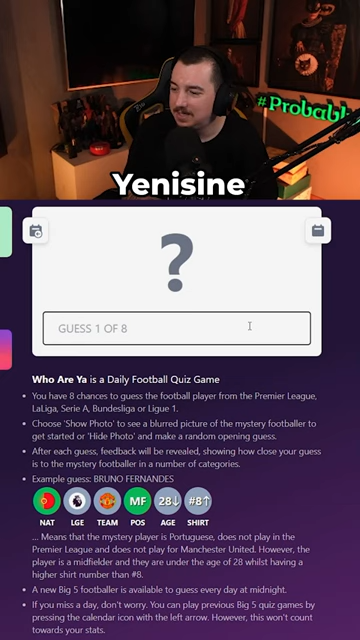 #Probabl
Yenisine
?
GUESS 1 OF 8
Who Are Ya is a Daily Football Quiz Game
You have 8 chances to guess the football player from the Premier League,
LaLiga, Serie A, Bundesliga or Ligue 1.
Choose 'Show Photo' to see a blurred picture of the mystery footballer to
get started or 'Hide Photo' and make a random opening guess.
After each guess, feedback will be revealed, showing how close your guess
is to the mystery footballer in a number of categories.
Example guess: BRUNO FERNANDES
MF 28↓ #8↑
NAT LGE TEAM POS AGE SHIRT
... Means that the mystery player is Portuguese, does not play in the
Premier League and does not play for Manchester United. However, the
player is a midfielder and they are under the age of 28 whilst having a
higher shirt number than #8.
A new Big 5 footballer is available to guess every day at midnight.
If you miss a day, don't worry. You can play previous Big 5 quiz games by
pressing the calendar icon with the left arrow. However, this won't count
towards your stats.